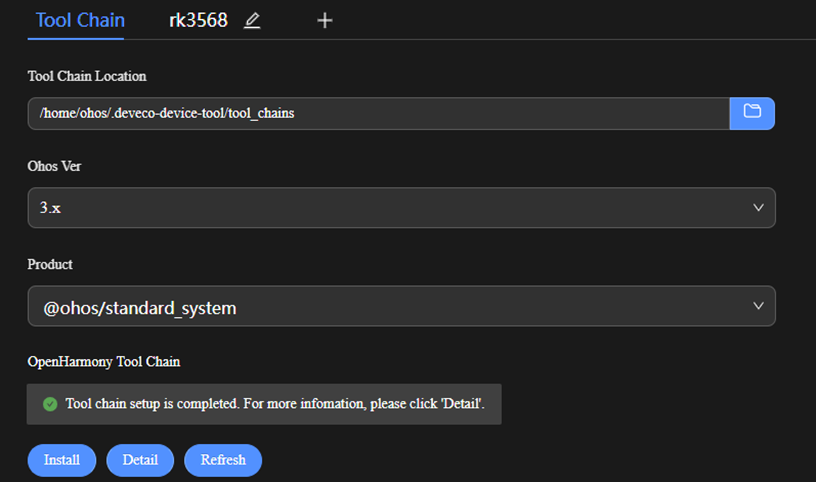 Tool Chain rk3568
Tool Chain Location
/home/ohos/.deveco-device-tool/tool_chains
Ohos Ver
3.x
Product
@ohos/standard_system
OpenHarmony Tool Chain
Tool chain setup is completed. For more infomation, please click 'Detail'.
Install Detail Refresh